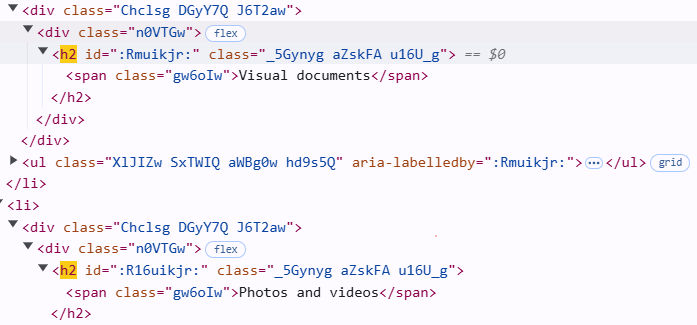 <div class="Chclsg DGyY7Q J6T2aw">
<div class="n0VTGw"> flex
<h2 id=":Rmuikjr:" class="_5Gynyg aZskFA u16U_g"> == $0
<span class="gw6oIw">Visual documents</span>
</h2>
</div>
</div>
<ul class="XlJIZw SxTWIQ aWBg0w hd9s5Q" aria-labelledby=":Rmuikjr:">…</ul> grid
</li>
<li>
<div class="Chclsg DGyY7Q J6T2aw">
<div class="n0VTGw"> flex
<h2 id=":R16uikjr:" class="_5Gynyg aZskFA u16U_g">
<span class="gw6oIw">Photos and videos</span>
</h2>